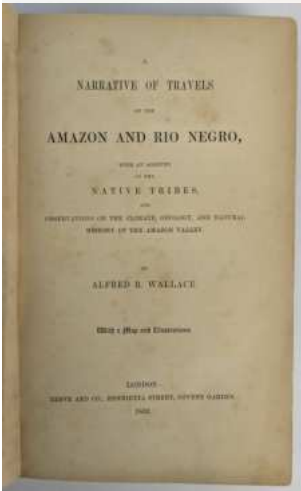 A
NARRATIVE OF TRAVELS
ON THE
AMAZON AND RIO NEGRO,
WITH AN ACCOUNT
OF THE
NATIVE TRIBES,
AND
OBSERVATIONS ON THE CLIMATE, GEOLOGY, AND NATURAL
HISTORY OF THE AMAZON VALLEY.
BY
ALFRED R. WALLACE
With a Map and Illustrations.
LONDON:
REEVE AND CO., HENRIETTA STREET, COVENT GARDEN.
1853.